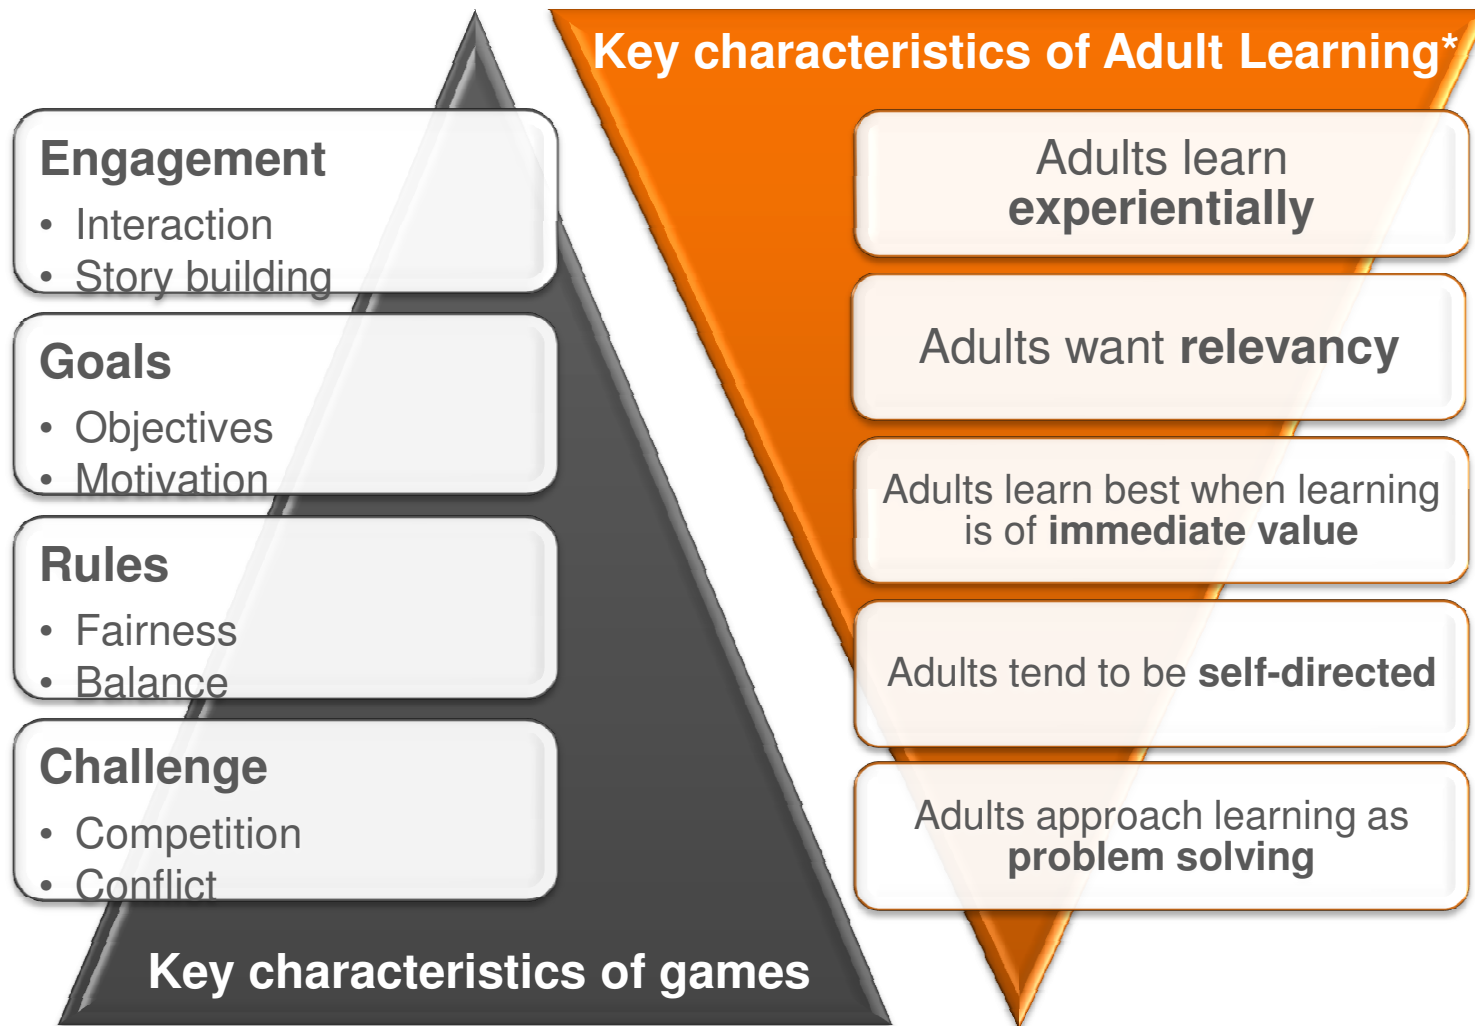 Key characteristics of Adult Learning*
Engagement
• Interaction
• Story building
Goals
• Objectives
• Motivation
Rules
• Fairness
• Balance
Challenge
• Competition
• Conflict
Key characteristics of games
Adults learn
experientially
Adults want relevancy
Adults learn best when learning
is of immediate value
Adults tend to be self-directed
Adults approach learning as
problem solving